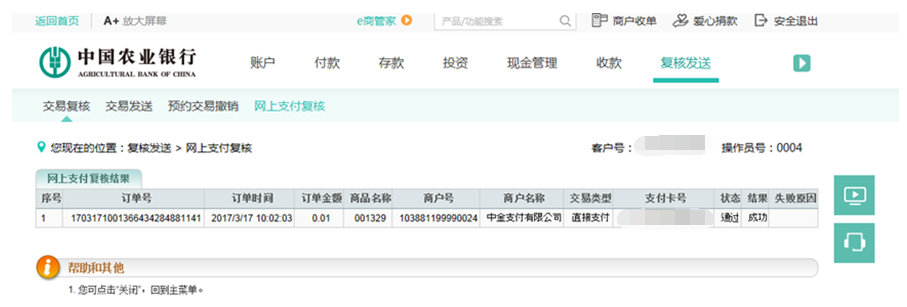 返回首页 A+ 放大屏幕 e商管家 产品/功能搜索 商户收单 爱心捐款 安全退出
中国农业银行 账户 付款 存款 投资 现金管理 收款 复核发送
AGRICULTURAL BANK OF CHINA
交易复核 交易发送 预约交易撤销 网上支付复核
您现在的位置：复核发送 > 网上支付复核 客户号： 操作员号：0004
网上支付复核结果
序号 订单号 订单时间 订单金额 商品名称 商户号 商户名称 交易类型 支付卡号 状态 结果 失败原因
1 1703171001366434284881141 2017/3/17 10:02:03 0.01 001329 103881199990024 中金支付有限公司 直接支付 通过 成功
帮助和其他
1. 您可点击“关闭”，回到主菜单。